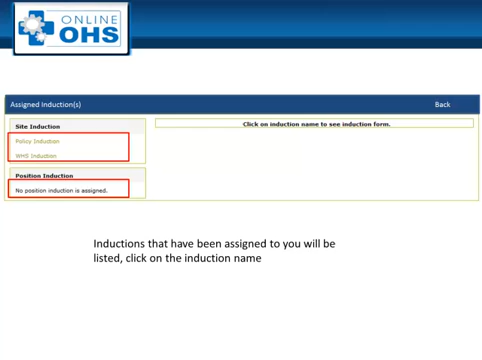 ONLINE
OHS
Assigned Induction(s)
Back
Site Induction
Click on induction name to see induction form.
Policy Induction
WHS Induction
Position Induction
No position induction is assigned.
Inductions that have been assigned to you will be
listed, click on the induction name